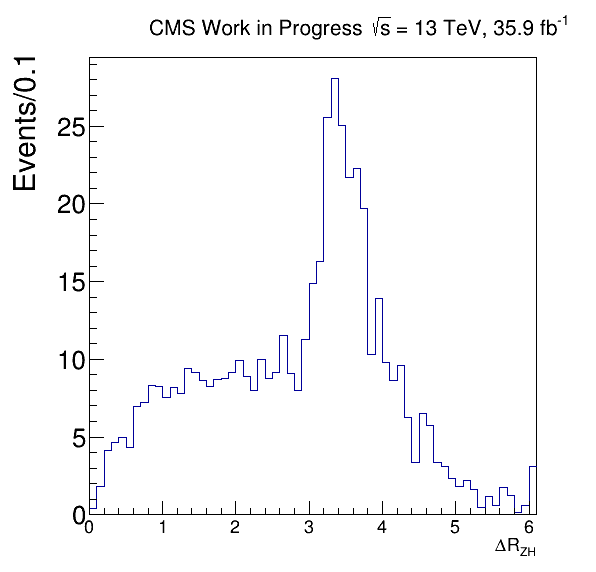 CMS Work in Progress √s = 13 TeV, 35.9 fb⁻¹
Events/0.1
25
20
15
10
5
0
0 1 2 3 4 5 6
ΔR_ZH